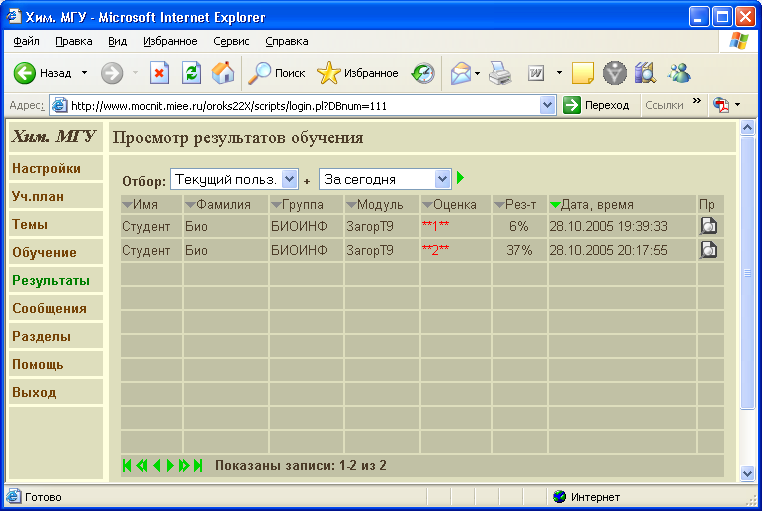 Хим. МГУ - Microsoft Internet Explorer
Файл Правка Вид Избранное Сервис Справка
Назад Поиск Избранное
Адрес: http://www.mocnit.miee.ru/oroks22X/scripts/login.pl?DBnum=111 Переход Ссылки »
Хим. МГУ
Настройки
Уч.план
Темы
Обучение
Результаты
Сообщения
Разделы
Помощь
Выход
Просмотр результатов обучения
Отбор: Текущий польз. + За сегодня
Имя Фамилия Группа Модуль Оценка Рез-т Дата, время Пр
Студент Био БИОИНФ ЗагорТ9 **1** 6% 28.10.2005 19:39:33
Студент Био БИОИНФ ЗагорТ9 **2** 37% 28.10.2005 20:17:55
Показаны записи: 1-2 из 2
Готово Интернет